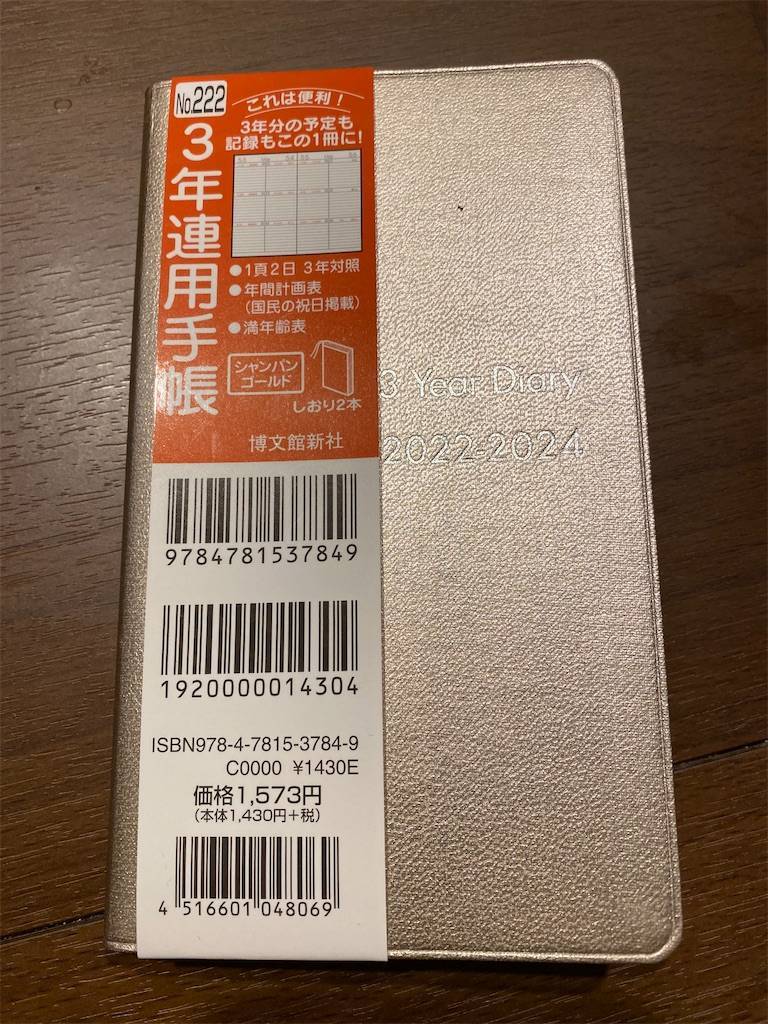 No.222
3年連用手帳
これは便利！
3年分の予定も
記録もこの1冊に!
●1頁2日 3年対照
●年間計画表
(国民の祝日掲載)
●満年齢表
シャンパン
ゴールド
しおり2本
博文館新社
3 Year Diary
2022-2024
9784781537849
1920000014304
ISBN978-4-7815-3784-9
C0000 ¥1430E
価格1,573円
(本体1,430円＋税)
4 516601 048069